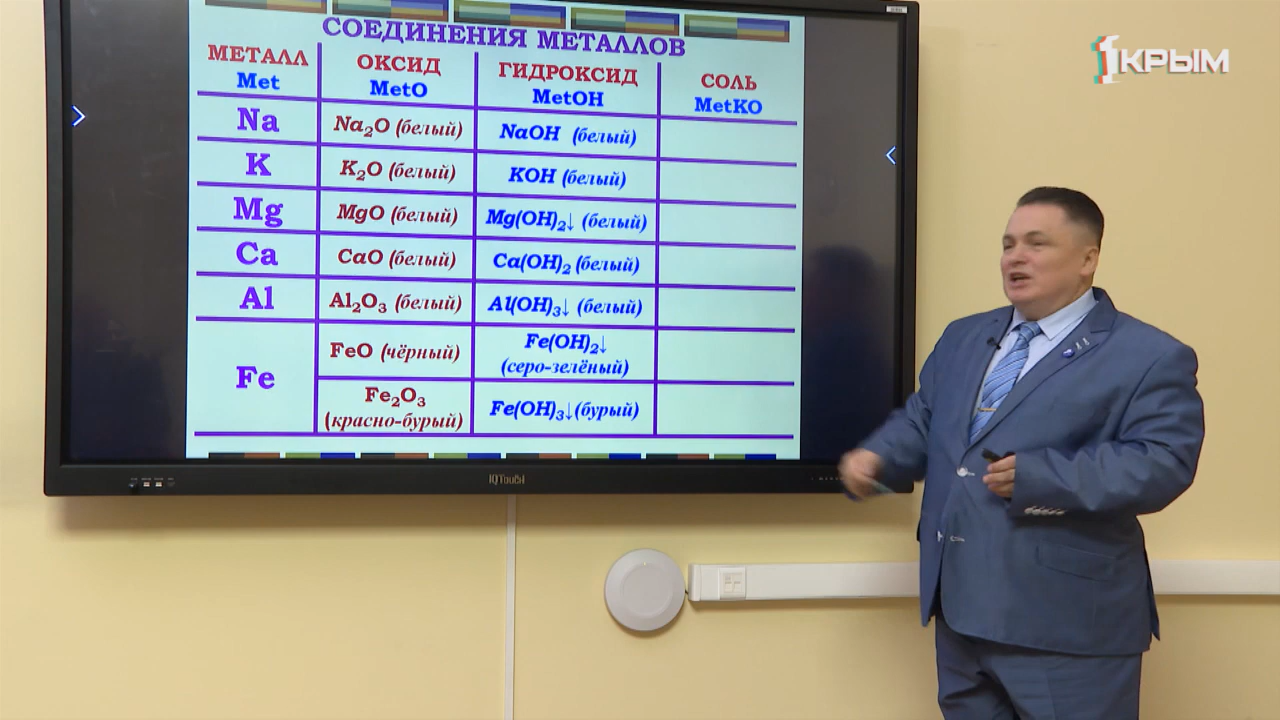 СОЕДИНЕНИЯ МЕТАЛЛОВ
МЕТАЛЛ ОКСИД ГИДРОКСИД СОЛЬ
Met MetO MetOH MetКО
Na Na₂O (белый) NaOH (белый)
K K₂O (белый) KOH (белый)
Mg MgO (белый) Mg(OH)₂↓ (белый)
Ca CaO (белый) Ca(OH)₂ (белый)
Al Al₂O₃ (белый) Al(OH)₃↓ (белый)
Fe FeO (чёрный) Fe(OH)₂↓
(серо-зелёный)
Fe₂O₃
(красно-бурый) Fe(OH)₃↓(бурый)
IQTouch
1КРЫМ